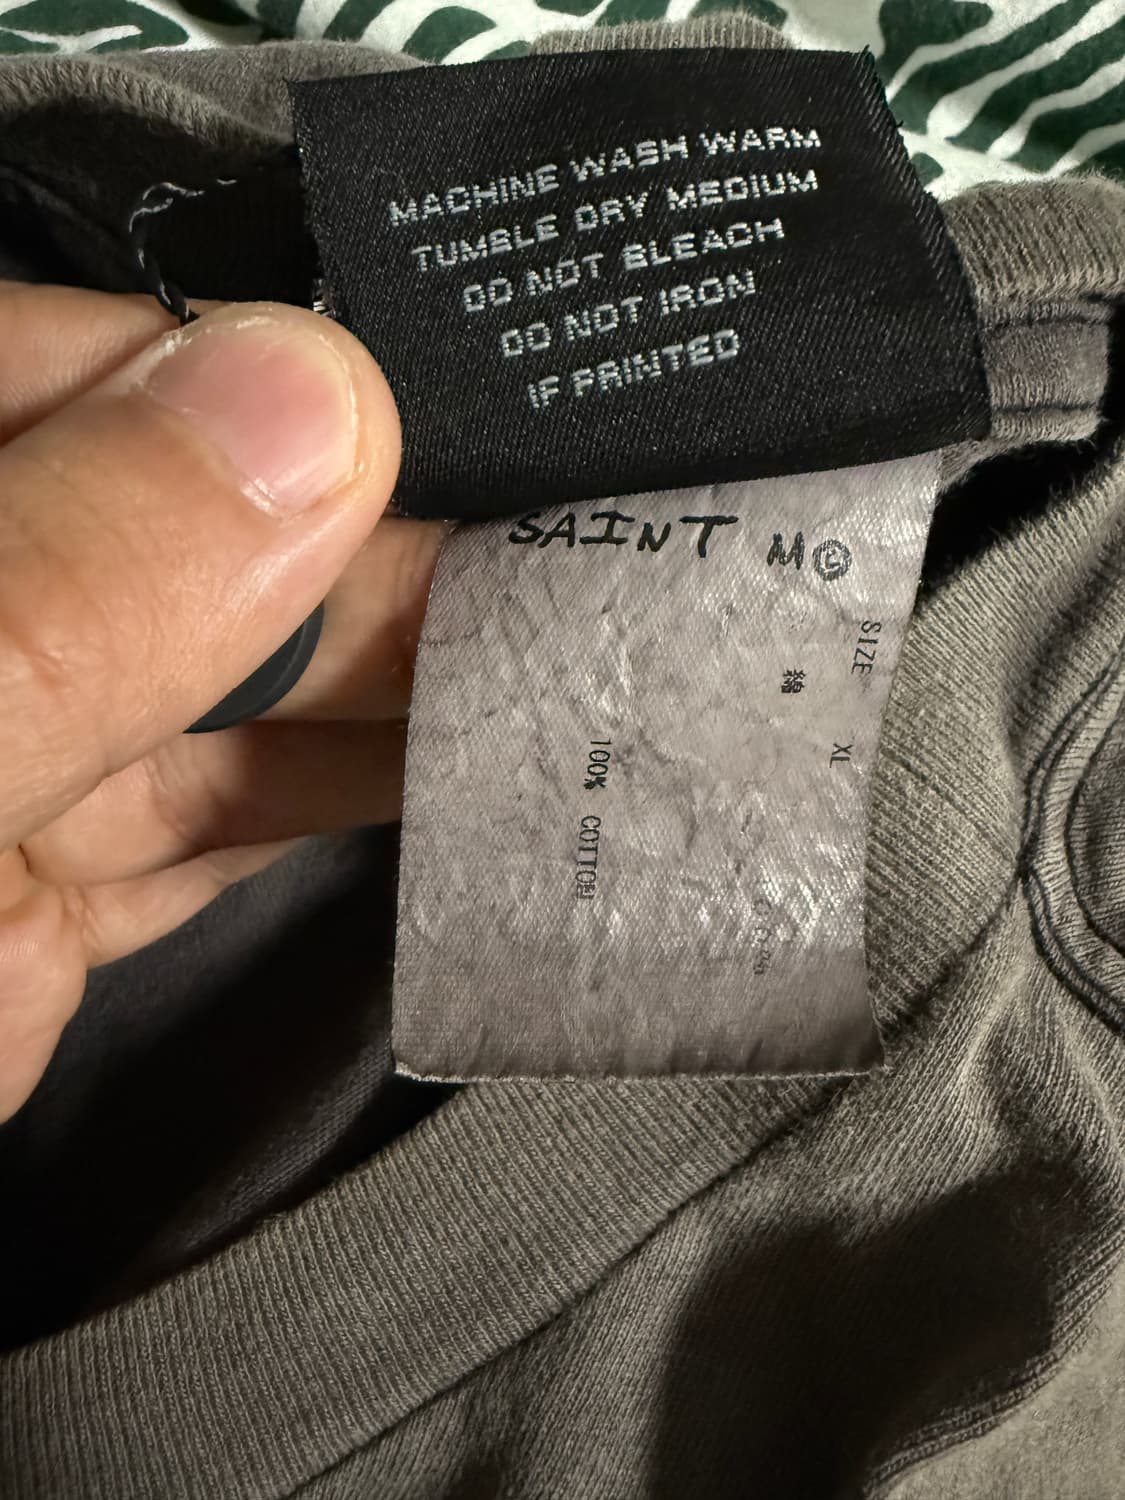 MACHINE WASH WARM
TUMBLE DRY MEDIUM
DO NOT BLEACH
DO NOT IRON
IF PRINTED
SAINT M©
SIZE XL
綿
100% COTTON